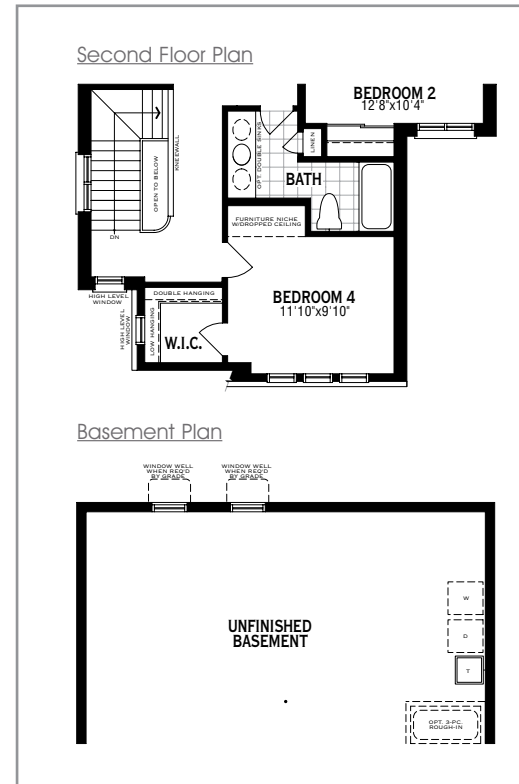 Second Floor Plan
BEDROOM 2
12'8"x10'4"
KNEEWALL
OPEN TO BELOW
DN
OPT. DOUBLE SINKS
LINEN
BATH
FURNITURE NICHE
W/DROPPED CEILING
HIGH LEVEL
WINDOW
HIGH LEVEL
WINDOW
DOUBLE HANGING
LOW HANGING
W.I.C.
BEDROOM 4
11'10"x9'10"
Basement Plan
WINDOW WELL
WHEN REQ'D
BY GRADE
WINDOW WELL
WHEN REQ'D
BY GRADE
UNFINISHED
BASEMENT
W
D
T
OPT. 3-PC.
ROUGH-IN